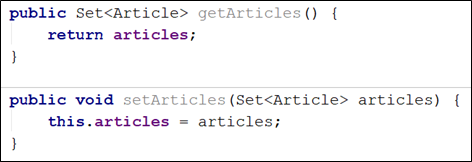 public Set<Article> getArticles() {
    return articles;
}
public void setArticles(Set<Article> articles) {
    this.articles = articles;
}